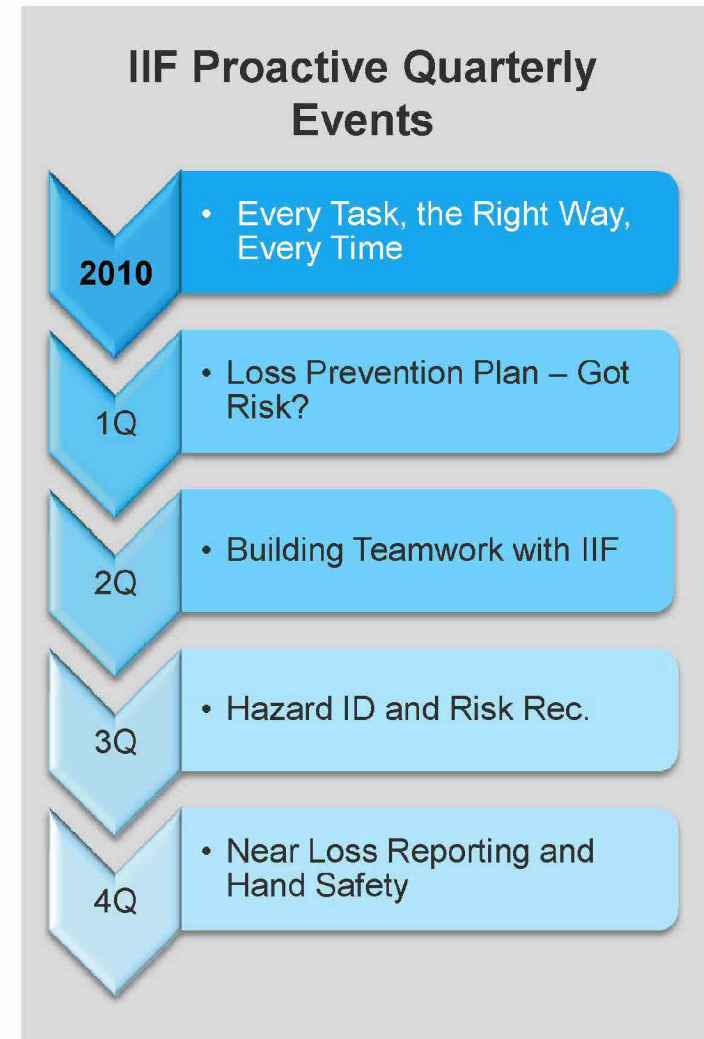 IIF Proactive Quarterly
Events
2010
• Every Task, the Right Way,
Every Time
1Q
• Loss Prevention Plan – Got
Risk?
2Q
• Building Teamwork with IIF
3Q
• Hazard ID and Risk Rec.
4Q
• Near Loss Reporting and
Hand Safety